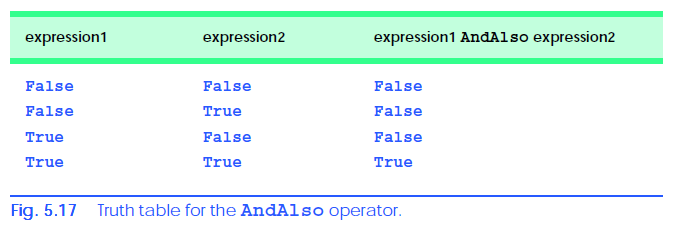 expression1 expression2 expression1 AndAlso expression2
False False False
False True False
True False False
True True True
Fig. 5.17 Truth table for the AndAlso operator.